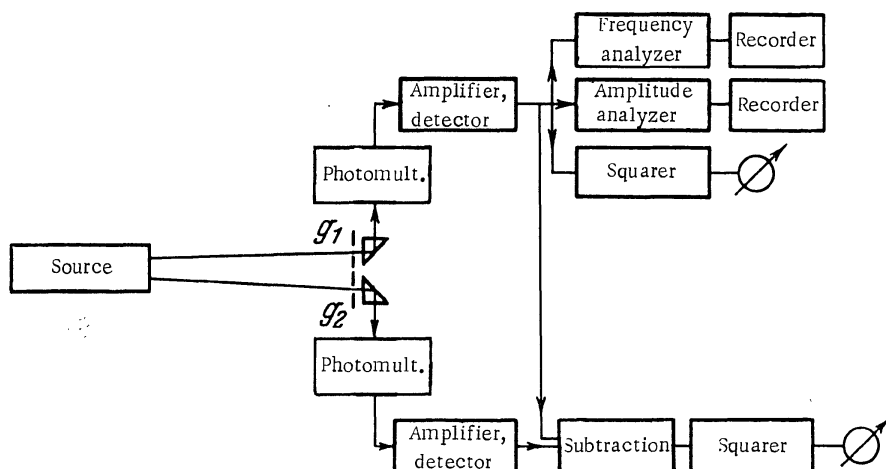 Frequency
analyzer
Recorder
Amplifier,
detector
Amplitude
analyzer
Recorder
Photomult.
Squarer
g1
Source
g2
Photomult.
Amplifier,
detector
Subtraction
Squarer